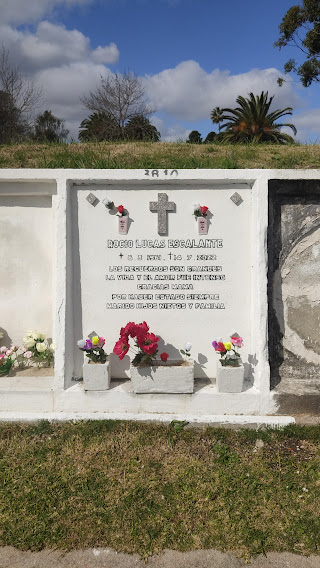 ROCIO LUCAS ESCALANTE
LOS RECUERDOS SON GRANDES
LA VIDA Y EL AMOR FUE INTENSO
GRACIAS MAMA
POR HABER ESTADO SIEMPRE
MARIDO HIJOS NIETOS Y FAMILIA